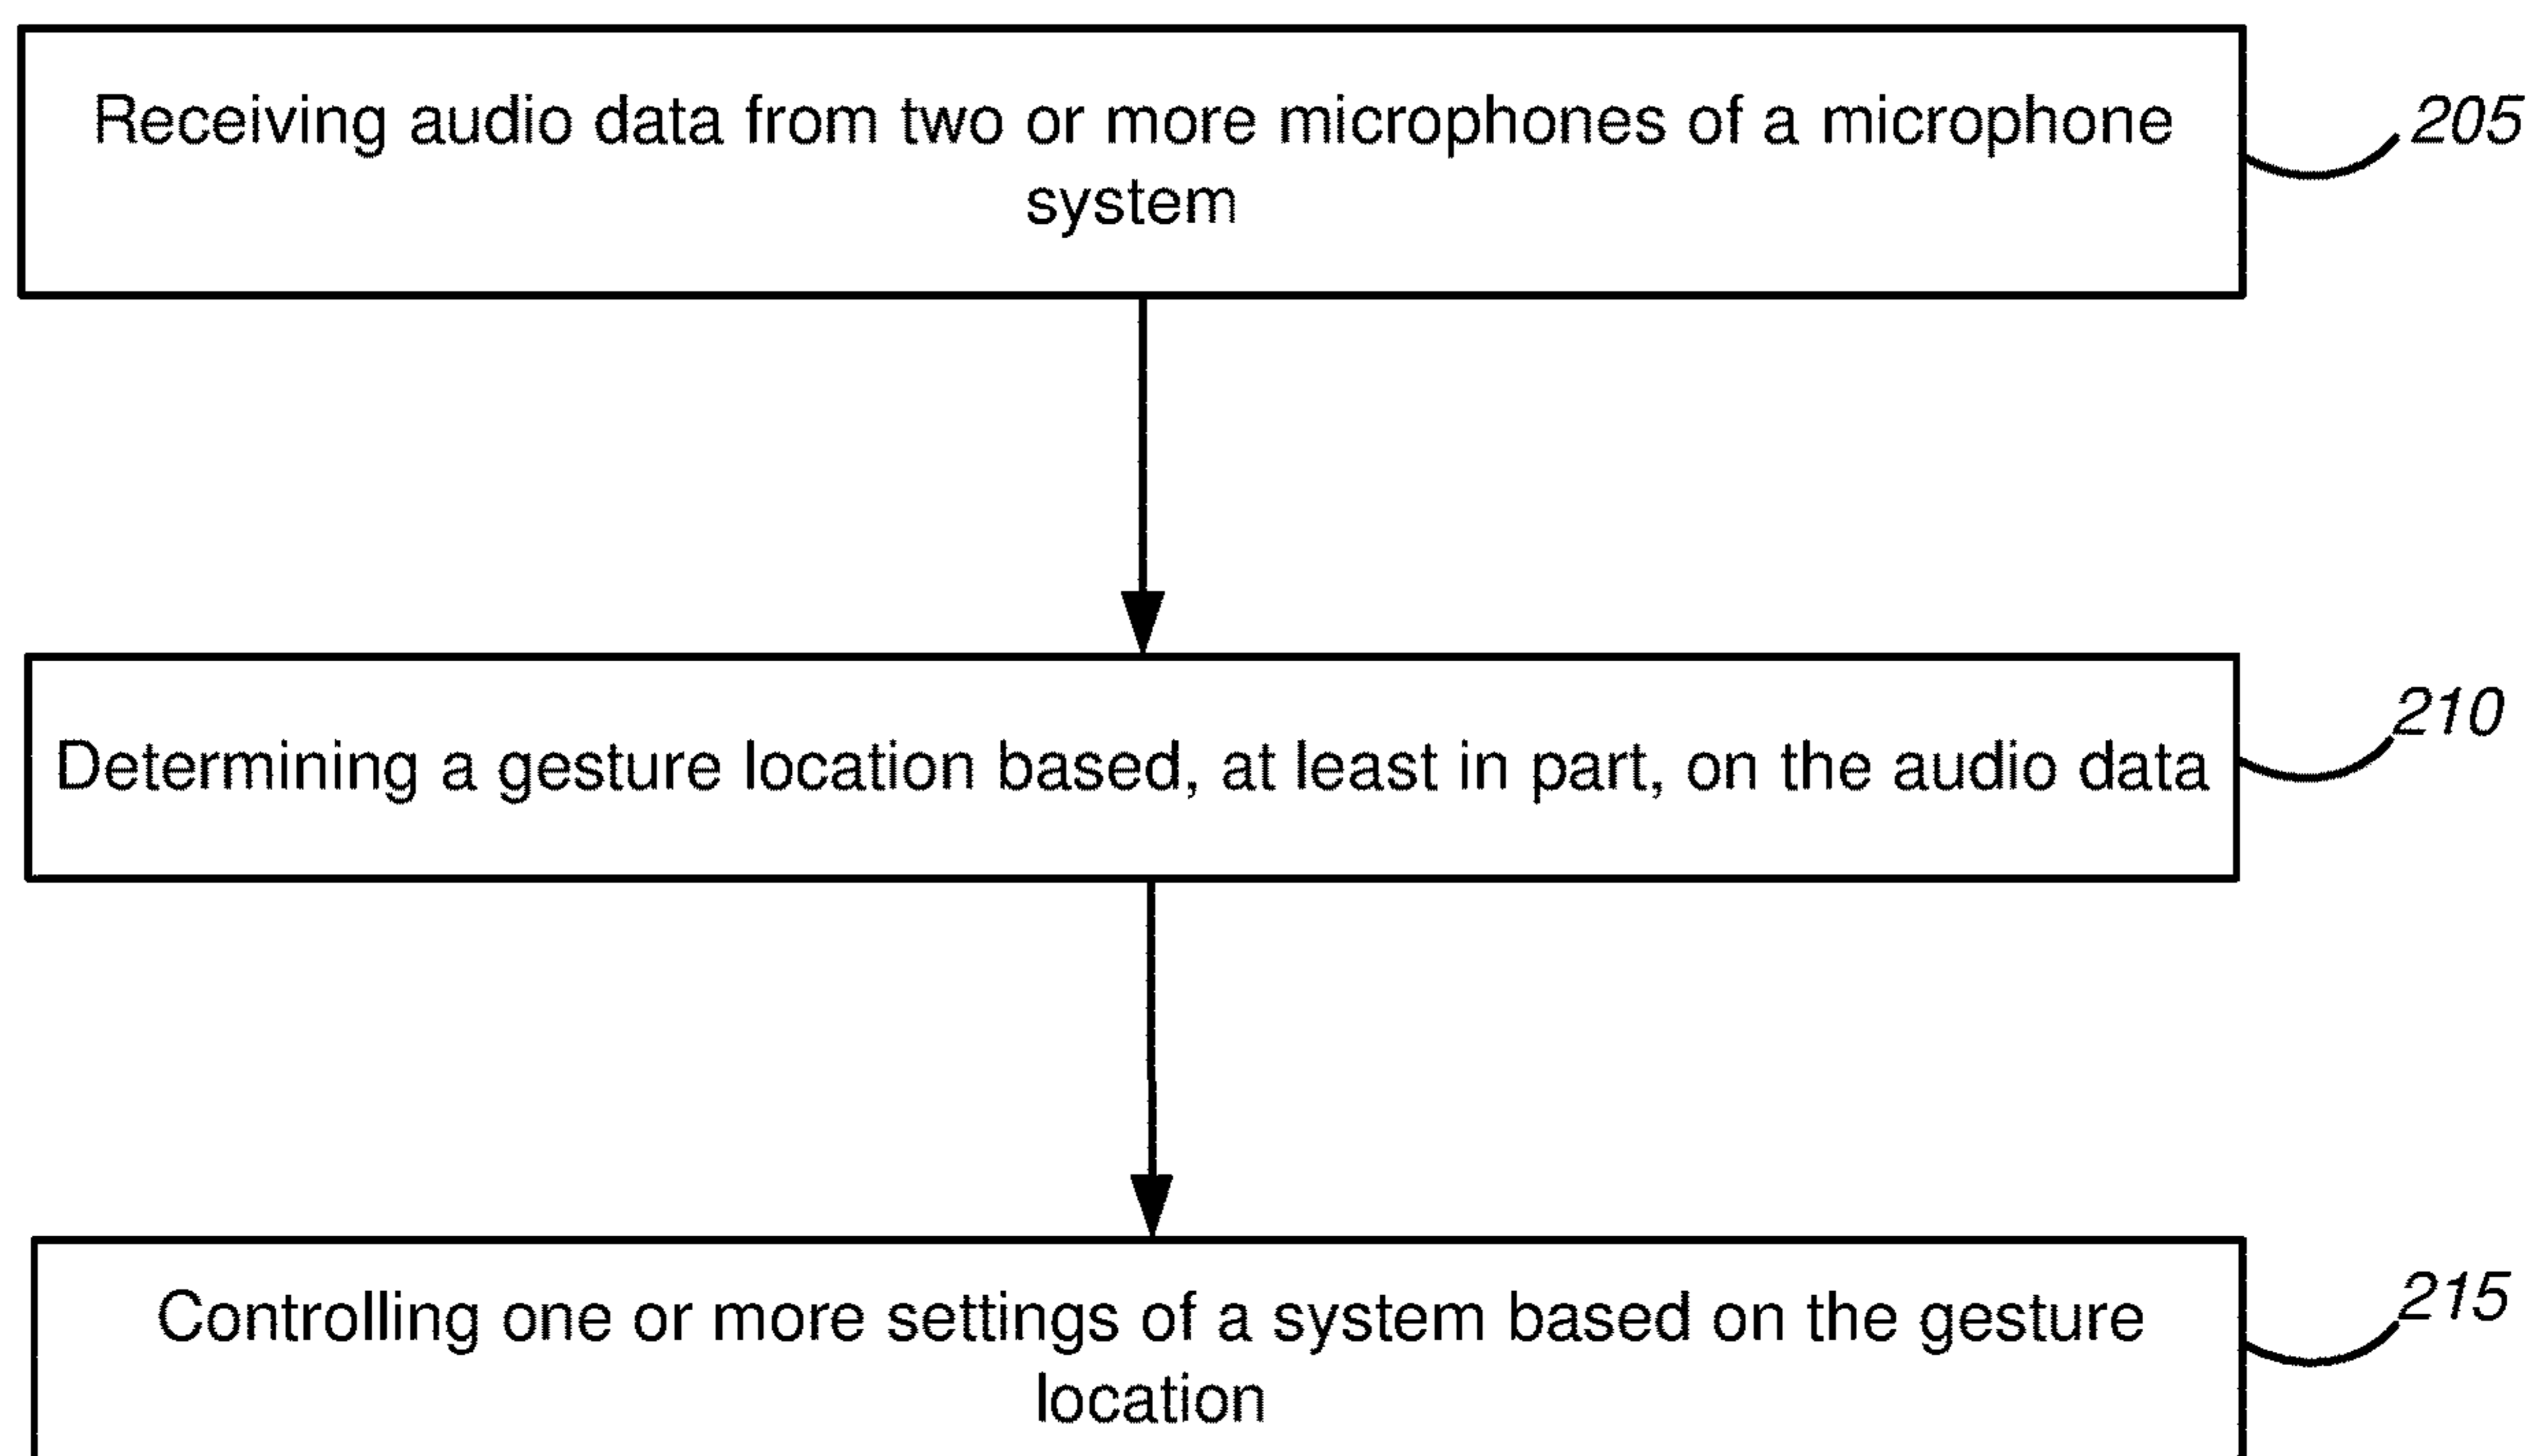 Receiving audio data from two or more microphones of a microphone
system
205
Determining a gesture location based, at least in part, on the audio data
210
Controlling one or more settings of a system based on the gesture
location
215